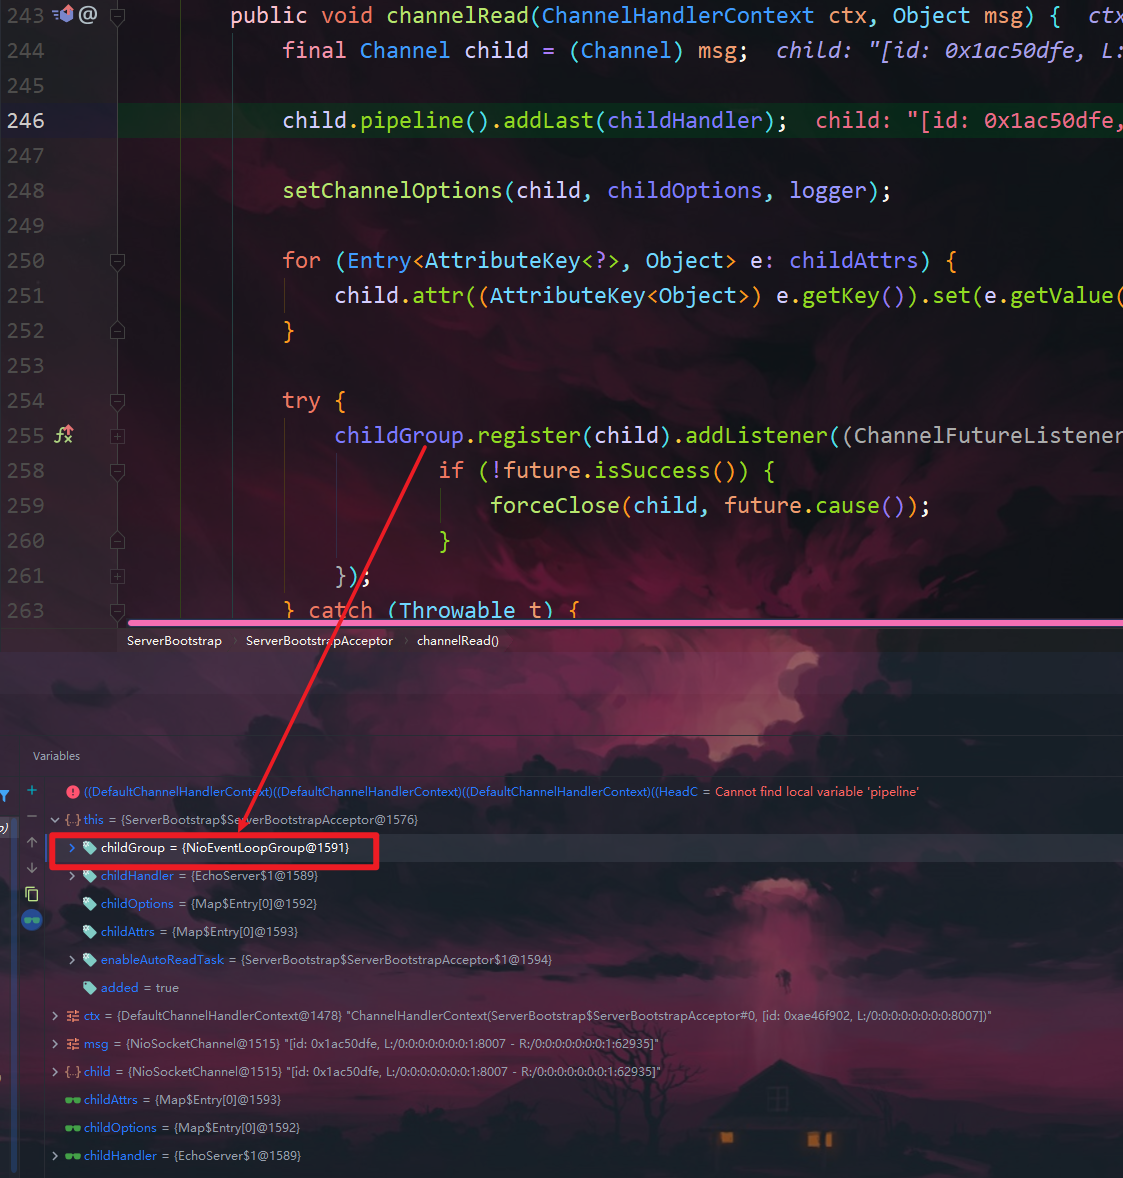 243 @ public void channelRead(ChannelHandlerContext ctx, Object msg) { ctx
244 final Channel child = (Channel) msg; child: "[id: 0x1ac50dfe, L:
245
246 child.pipeline().addLast(childHandler); child: "[id: 0x1ac50dfe,
247
248 setChannelOptions(child, childOptions, logger);
249
250 for (Entry<AttributeKey<?>, Object> e: childAttrs) {
251 child.attr((AttributeKey<Object>) e.getKey()).set(e.getValue(
252 }
253
254 try {
255 childGroup.register(child).addListener((ChannelFutureListener
258 if (!future.isSuccess()) {
259 forceClose(child, future.cause());
260 }
261 });
263 } catch (Throwable t) {
ServerBootstrap ServerBootstrapAcceptor channelRead()
Variables
((DefaultChannelHandlerContext)((DefaultChannelHandlerContext)((DefaultChannelHandlerContext)((HeadC = Cannot find local variable 'pipeline'
this = {ServerBootstrap$ServerBootstrapAcceptor@1576}
childGroup = {NioEventLoopGroup@1591}
childHandler = {EchoServer$1@1589}
childOptions = {Map$Entry[0]@1592}
childAttrs = {Map$Entry[0]@1593}
enableAutoReadTask = {ServerBootstrap$ServerBootstrapAcceptor$1@1594}
added = true
ctx = {DefaultChannelHandlerContext@1478} "ChannelHandlerContext(ServerBootstrap$ServerBootstrapAcceptor#0, [id: 0xae46f902, L:/0:0:0:0:0:0:0:0:8007])"
msg = {NioSocketChannel@1515} "[id: 0x1ac50dfe, L:/0:0:0:0:0:0:0:1:8007 - R:/0:0:0:0:0:0:0:1:62935]"
child = {NioSocketChannel@1515} "[id: 0x1ac50dfe, L:/0:0:0:0:0:0:0:1:8007 - R:/0:0:0:0:0:0:0:1:62935]"
childAttrs = {Map$Entry[0]@1593}
childOptions = {Map$Entry[0]@1592}
childHandler = {EchoServer$1@1589}